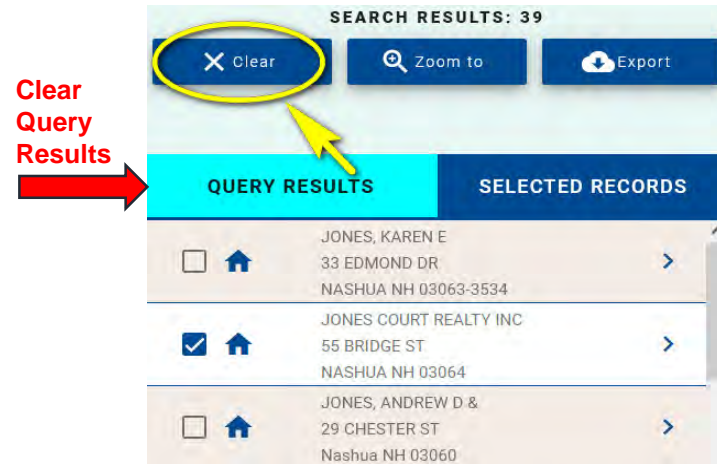 SEARCH RESULTS: 39
Clear
Zoom to
Export
Clear
Query
Results
QUERY RESULTS
SELECTED RECORDS
JONES, KAREN E
33 EDMOND DR
NASHUA NH 03063-3534
JONES COURT REALTY INC
55 BRIDGE ST
NASHUA NH 03064
JONES, ANDREW D &
29 CHESTER ST
Nashua NH 03060